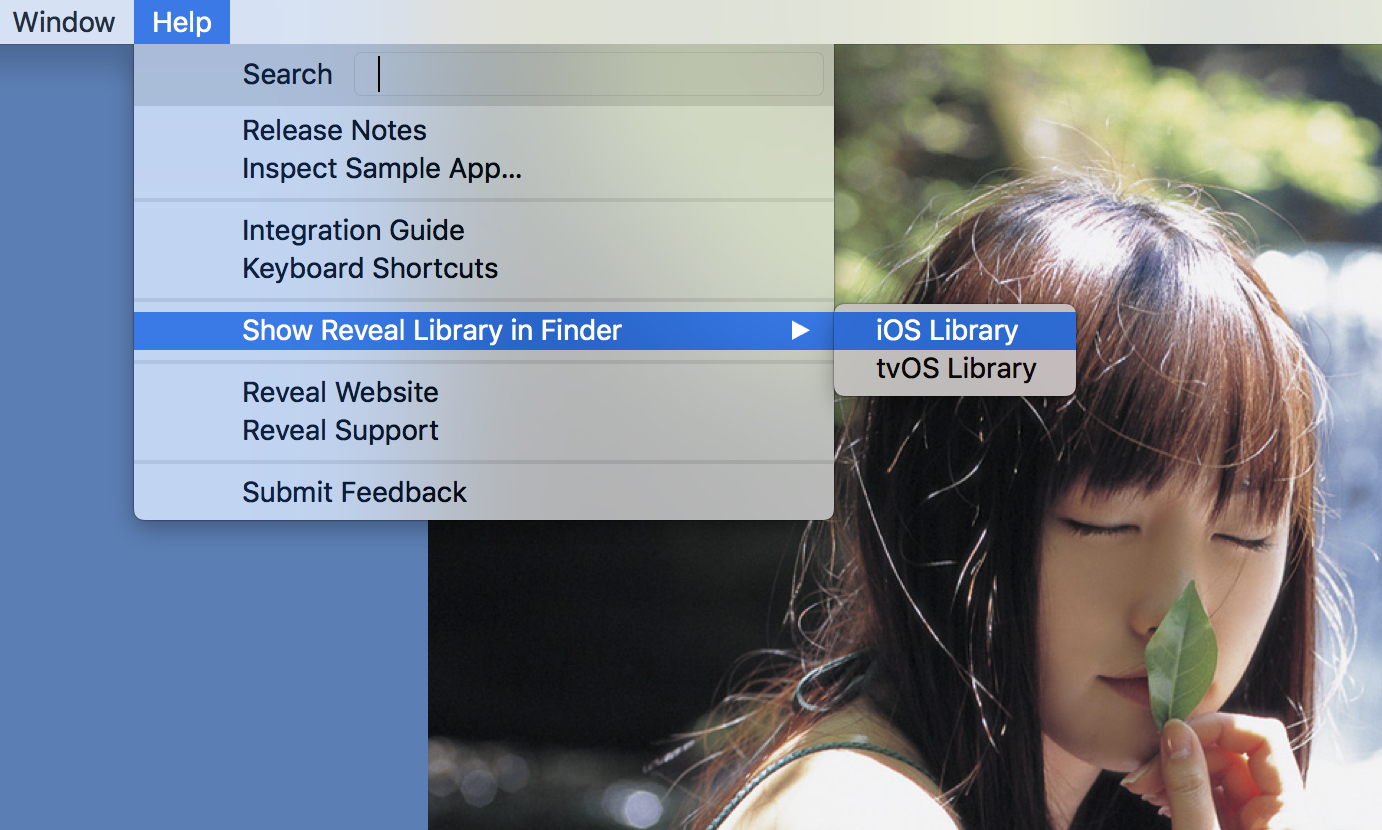 Window Help
Search
Release Notes
Inspect Sample App...
Integration Guide
Keyboard Shortcuts
Show Reveal Library in Finder ▶ iOS Library
tvOS Library
Reveal Website
Reveal Support
Submit Feedback